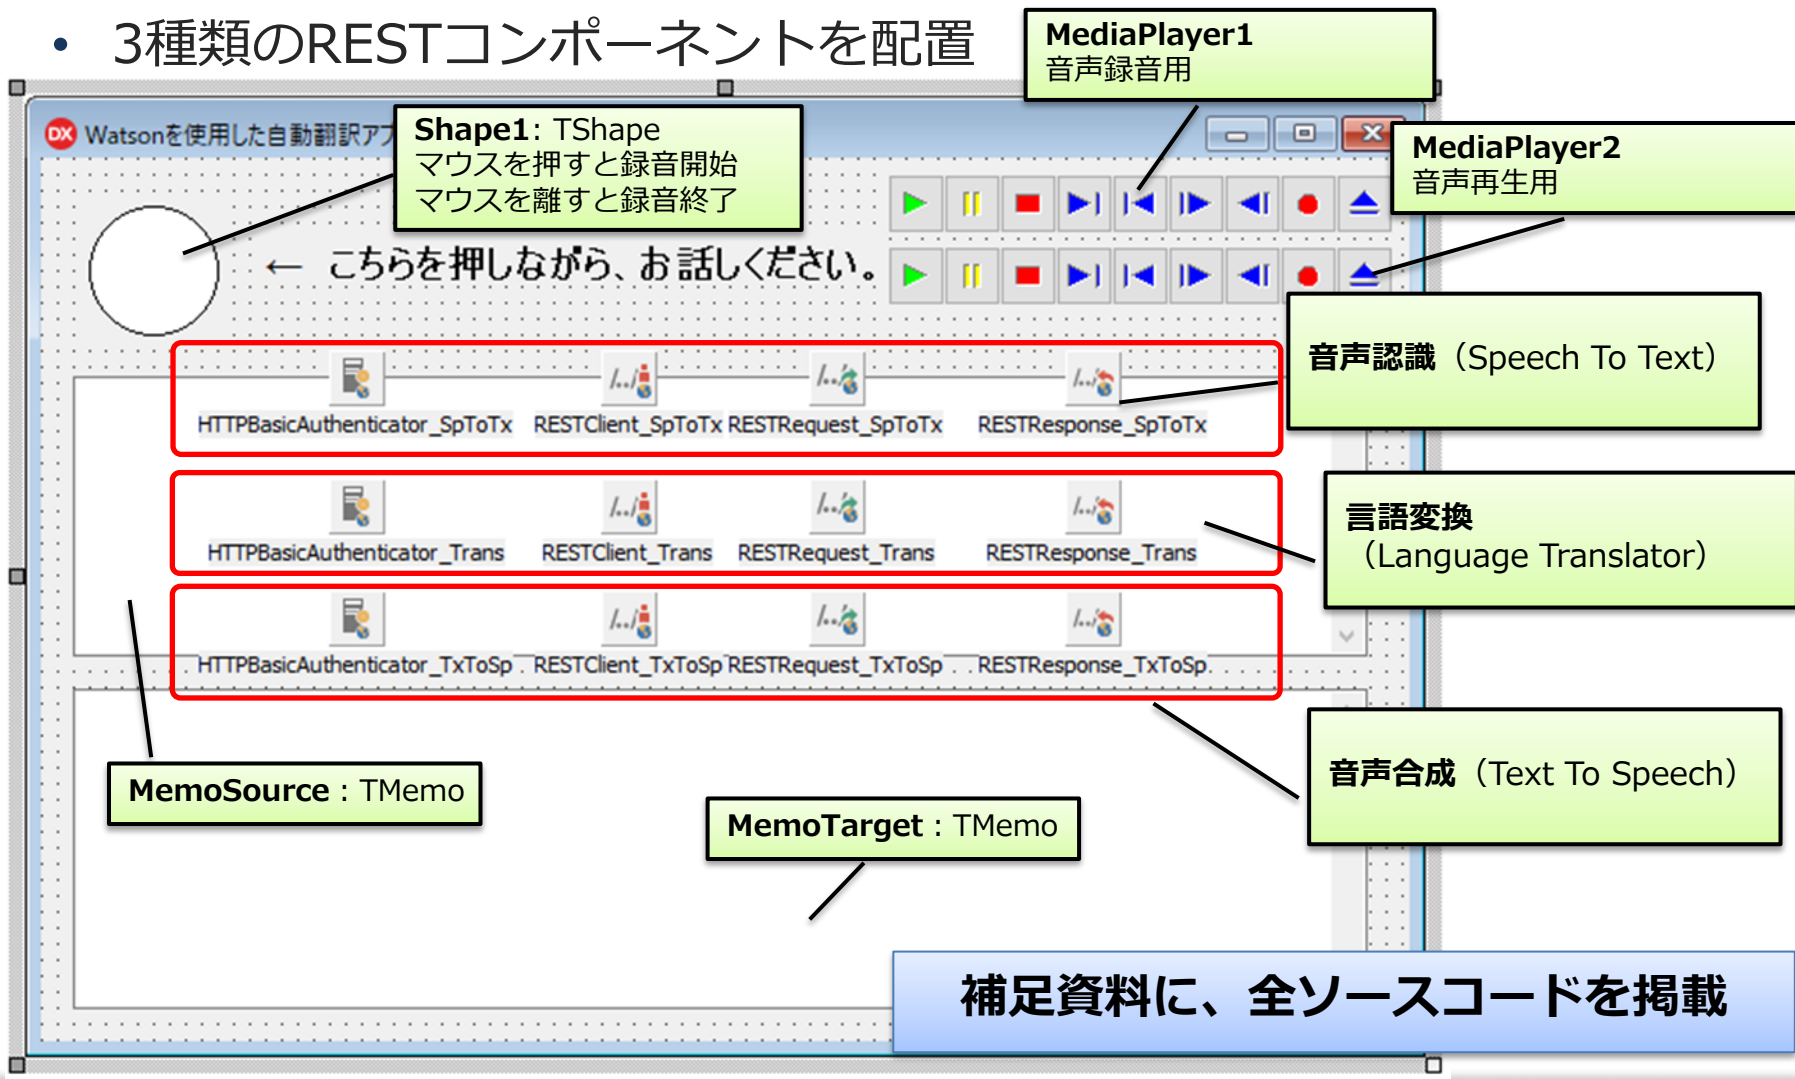 • 3種類のRESTコンポーネントを配置
MediaPlayer1
音声録音用
DX Watsonを使用した自動翻訳アプ
Shape1: TShape
マウスを押すと録音開始
マウスを離すと録音終了
MediaPlayer2
音声再生用
← こちらを押しながら、お話しください。
音声認識（Speech To Text）
HTTPBasicAuthenticator_SpToTx RESTClient_SpToTx RESTRequest_SpToTx RESTResponse_SpToTx
言語変換
（Language Translator）
HTTPBasicAuthenticator_Trans RESTClient_Trans RESTRequest_Trans RESTResponse_Trans
HTTPBasicAuthenticator_TxToSp RESTClient_TxToSp RESTRequest_TxToSp RESTResponse_TxToSp
音声合成（Text To Speech）
MemoSource：TMemo
MemoTarget：TMemo
補足資料に、全ソースコードを掲載